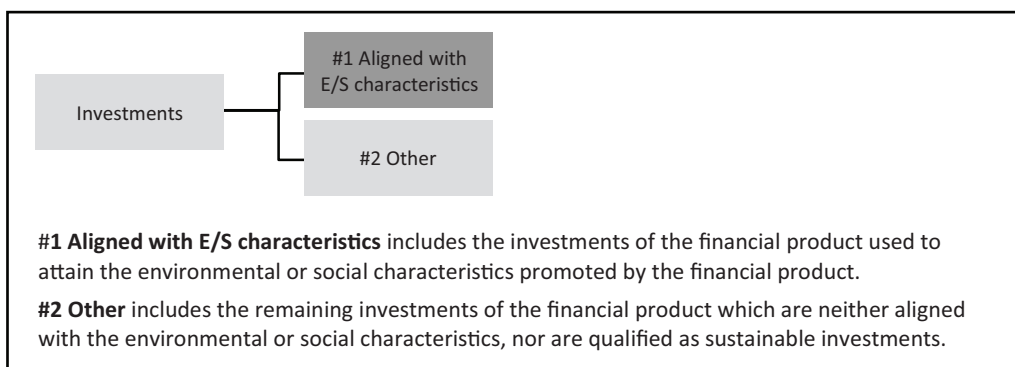 #1 Aligned with
E/S characteristics
Investments
#2 Other
#1 Aligned with E/S characteristics includes the investments of the financial product used to
attain the environmental or social characteristics promoted by the financial product.
#2 Other includes the remaining investments of the financial product which are neither aligned
with the environmental or social characteristics, nor are qualified as sustainable investments.